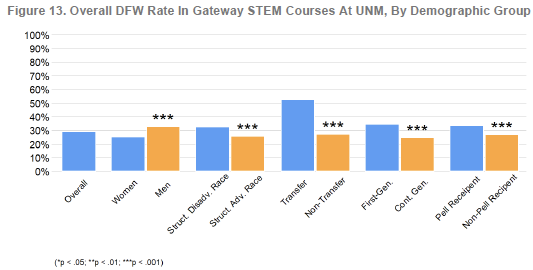 Figure 13. Overall DFW Rate In Gateway STEM Courses At UNM, By Demographic Group
100%
90%
80%
70%
60%
50%
40%
30%
20%
10%
0%
***
***
***
***
***
Overall
Women
Men
Struct. Disadv. Race
Struct. Adv. Race
Transfer
Non-Transfer
First-Gen.
Cont. Gen.
Pell Receipent
Non-Pell Recipent
(*p < .05; **p < .01; ***p < .001)